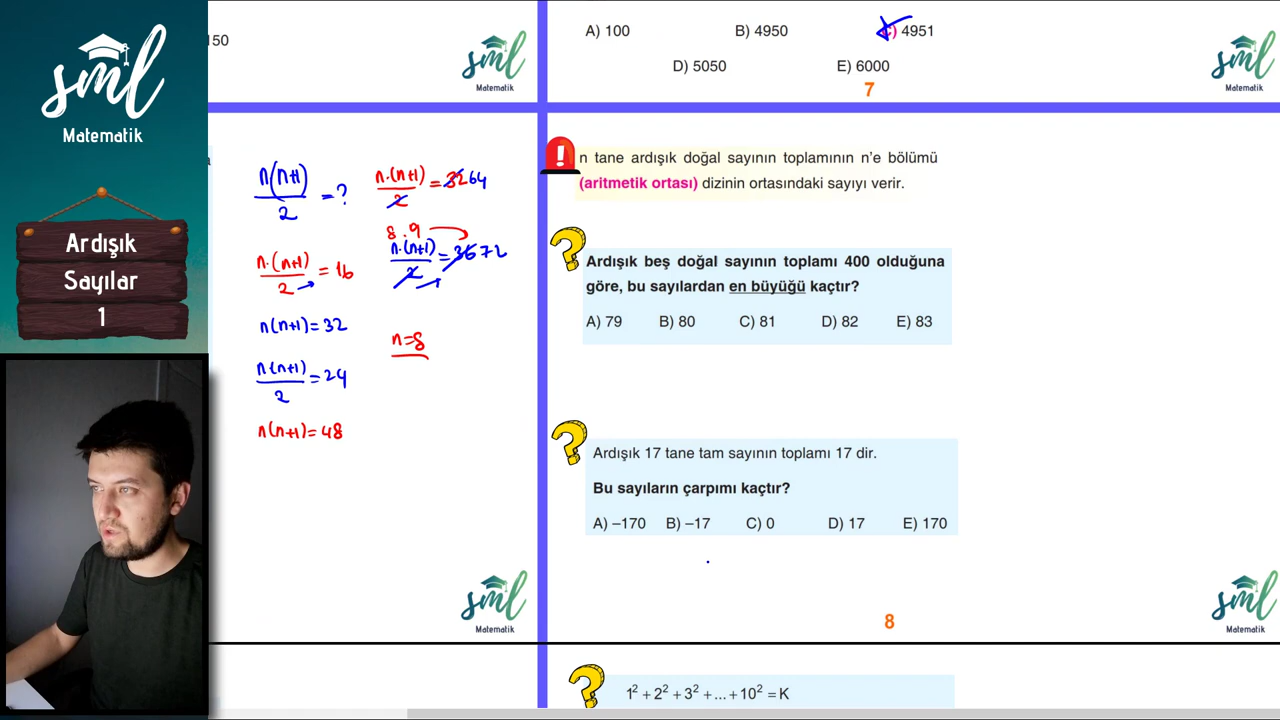 sml
Matematik
Ardışık
Sayılar
1
150
sml
Matematik
A) 100 B) 4950 C) 4951
D) 5050 E) 6000
7
sml
Matematik
n(n+1)/2 = ?
n.(n+1)/2 = 16
n(n+1)=32
n(n+1)/2 = 24
n(n+1)=48
n.(n+1)/2 = 32 64
8.9
n.(n+1)/2 = 36 72
n=8
sml
Matematik
n tane ardışık doğal sayının toplamının n'e bölümü
(aritmetik ortası) dizinin ortasındaki sayıyı verir.
Ardışık beş doğal sayının toplamı 400 olduğuna
göre, bu sayılardan en büyüğü kaçtır?
A) 79 B) 80 C) 81 D) 82 E) 83
Ardışık 17 tane tam sayının toplamı 17 dir.
Bu sayıların çarpımı kaçtır?
A) –170 B) –17 C) 0 D) 17 E) 170
8
sml
Matematik
1² + 2² + 3² + ... + 10² = K